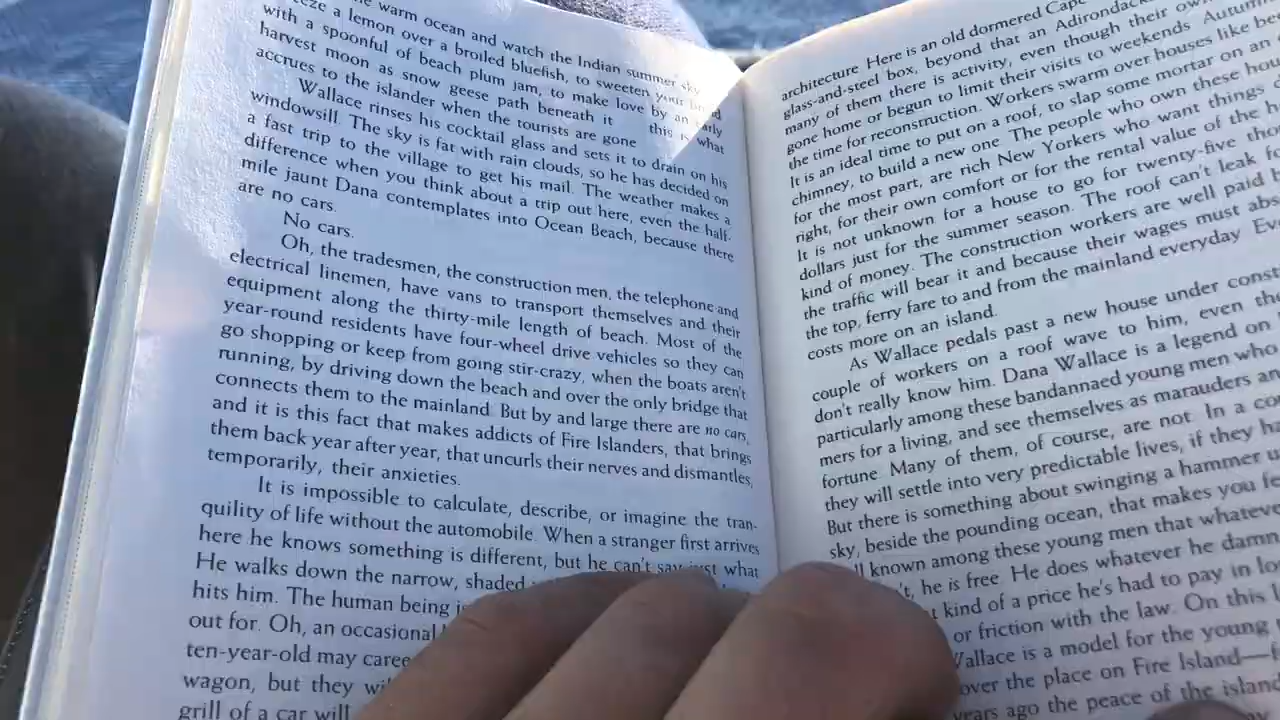 warm ocean and watch the Indian summer sky
a lemon over a broiled bluefish, to sweeten your
with a spoonful of beach plum jam, to make love by an early
harvest moon as snow geese path beneath it this is what
accrues to the islander when the tourists are gone
Wallace rinses his cocktail glass and sets it to drain on his
windowsill. The sky is fat with rain clouds, so he has decided on
a fast trip to the village to get his mail. The weather makes a
difference when you think about a trip out here, even the half-
mile jaunt Dana contemplates into Ocean Beach, because there
are no cars.
No cars.
Oh, the tradesmen, the construction men, the telephone and
electrical linemen, have vans to transport themselves and their
equipment along the thirty-mile length of beach. Most of the
year-round residents have four-wheel drive vehicles so they can
go shopping or keep from going stir-crazy, when the boats aren't
running, by driving down the beach and over the only bridge that
connects them to the mainland. But by and large there are no cars,
and it is this fact that makes addicts of Fire Islanders, that brings
them back year after year, that uncurls their nerves and dismantles,
temporarily, their anxieties.
It is impossible to calculate, describe, or imagine the tran-
quility of life without the automobile. When a stranger first arrives
here he knows something is different, but he can't say just what
He walks down the narrow, shaded
hits him. The human being
out for. Oh, an occasional
ten-year-old may
wagon, but they
grill of a car will
architecture Here is an old dormered Cape
glass-and-steel box, beyond that an Adirondack
many of them there is activity, even though their
gone home or begun to limit their visits to weekends Autumn
the time for reconstruction. Workers swarm over houses like
It is an ideal time to put on a roof, to slap some mortar on an
chimney, to build a new one. The people who own these
for the most part, are rich New Yorkers who want things
right, for their own comfort or for the rental value of the
It is not unknown for a house to go for twenty-five
dollars just for the summer season. The roof can't leak
kind of money. The construction workers are well paid
the traffic will bear it and because their wages must
the top, ferry fare to and from the mainland everyday
costs more on an island.
As Wallace pedals past a new house under
couple of workers on a roof wave to him, even
don't really know him. Dana Wallace is a legend on
particularly among these bandannaed young men who
mers for a living, and see themselves as marauders
fortune. Many of them, of course, are not. In a
they will settle into very predictable lives, if they
But there is something about swinging a hammer
sky, beside the pounding ocean, that makes you
known among these young men that
he is free. He does whatever he
kind of a price he's had to pay in
or friction with the law. On this
Wallace is a model for the young
over the place on Fire Island—
years ago the peace of the island